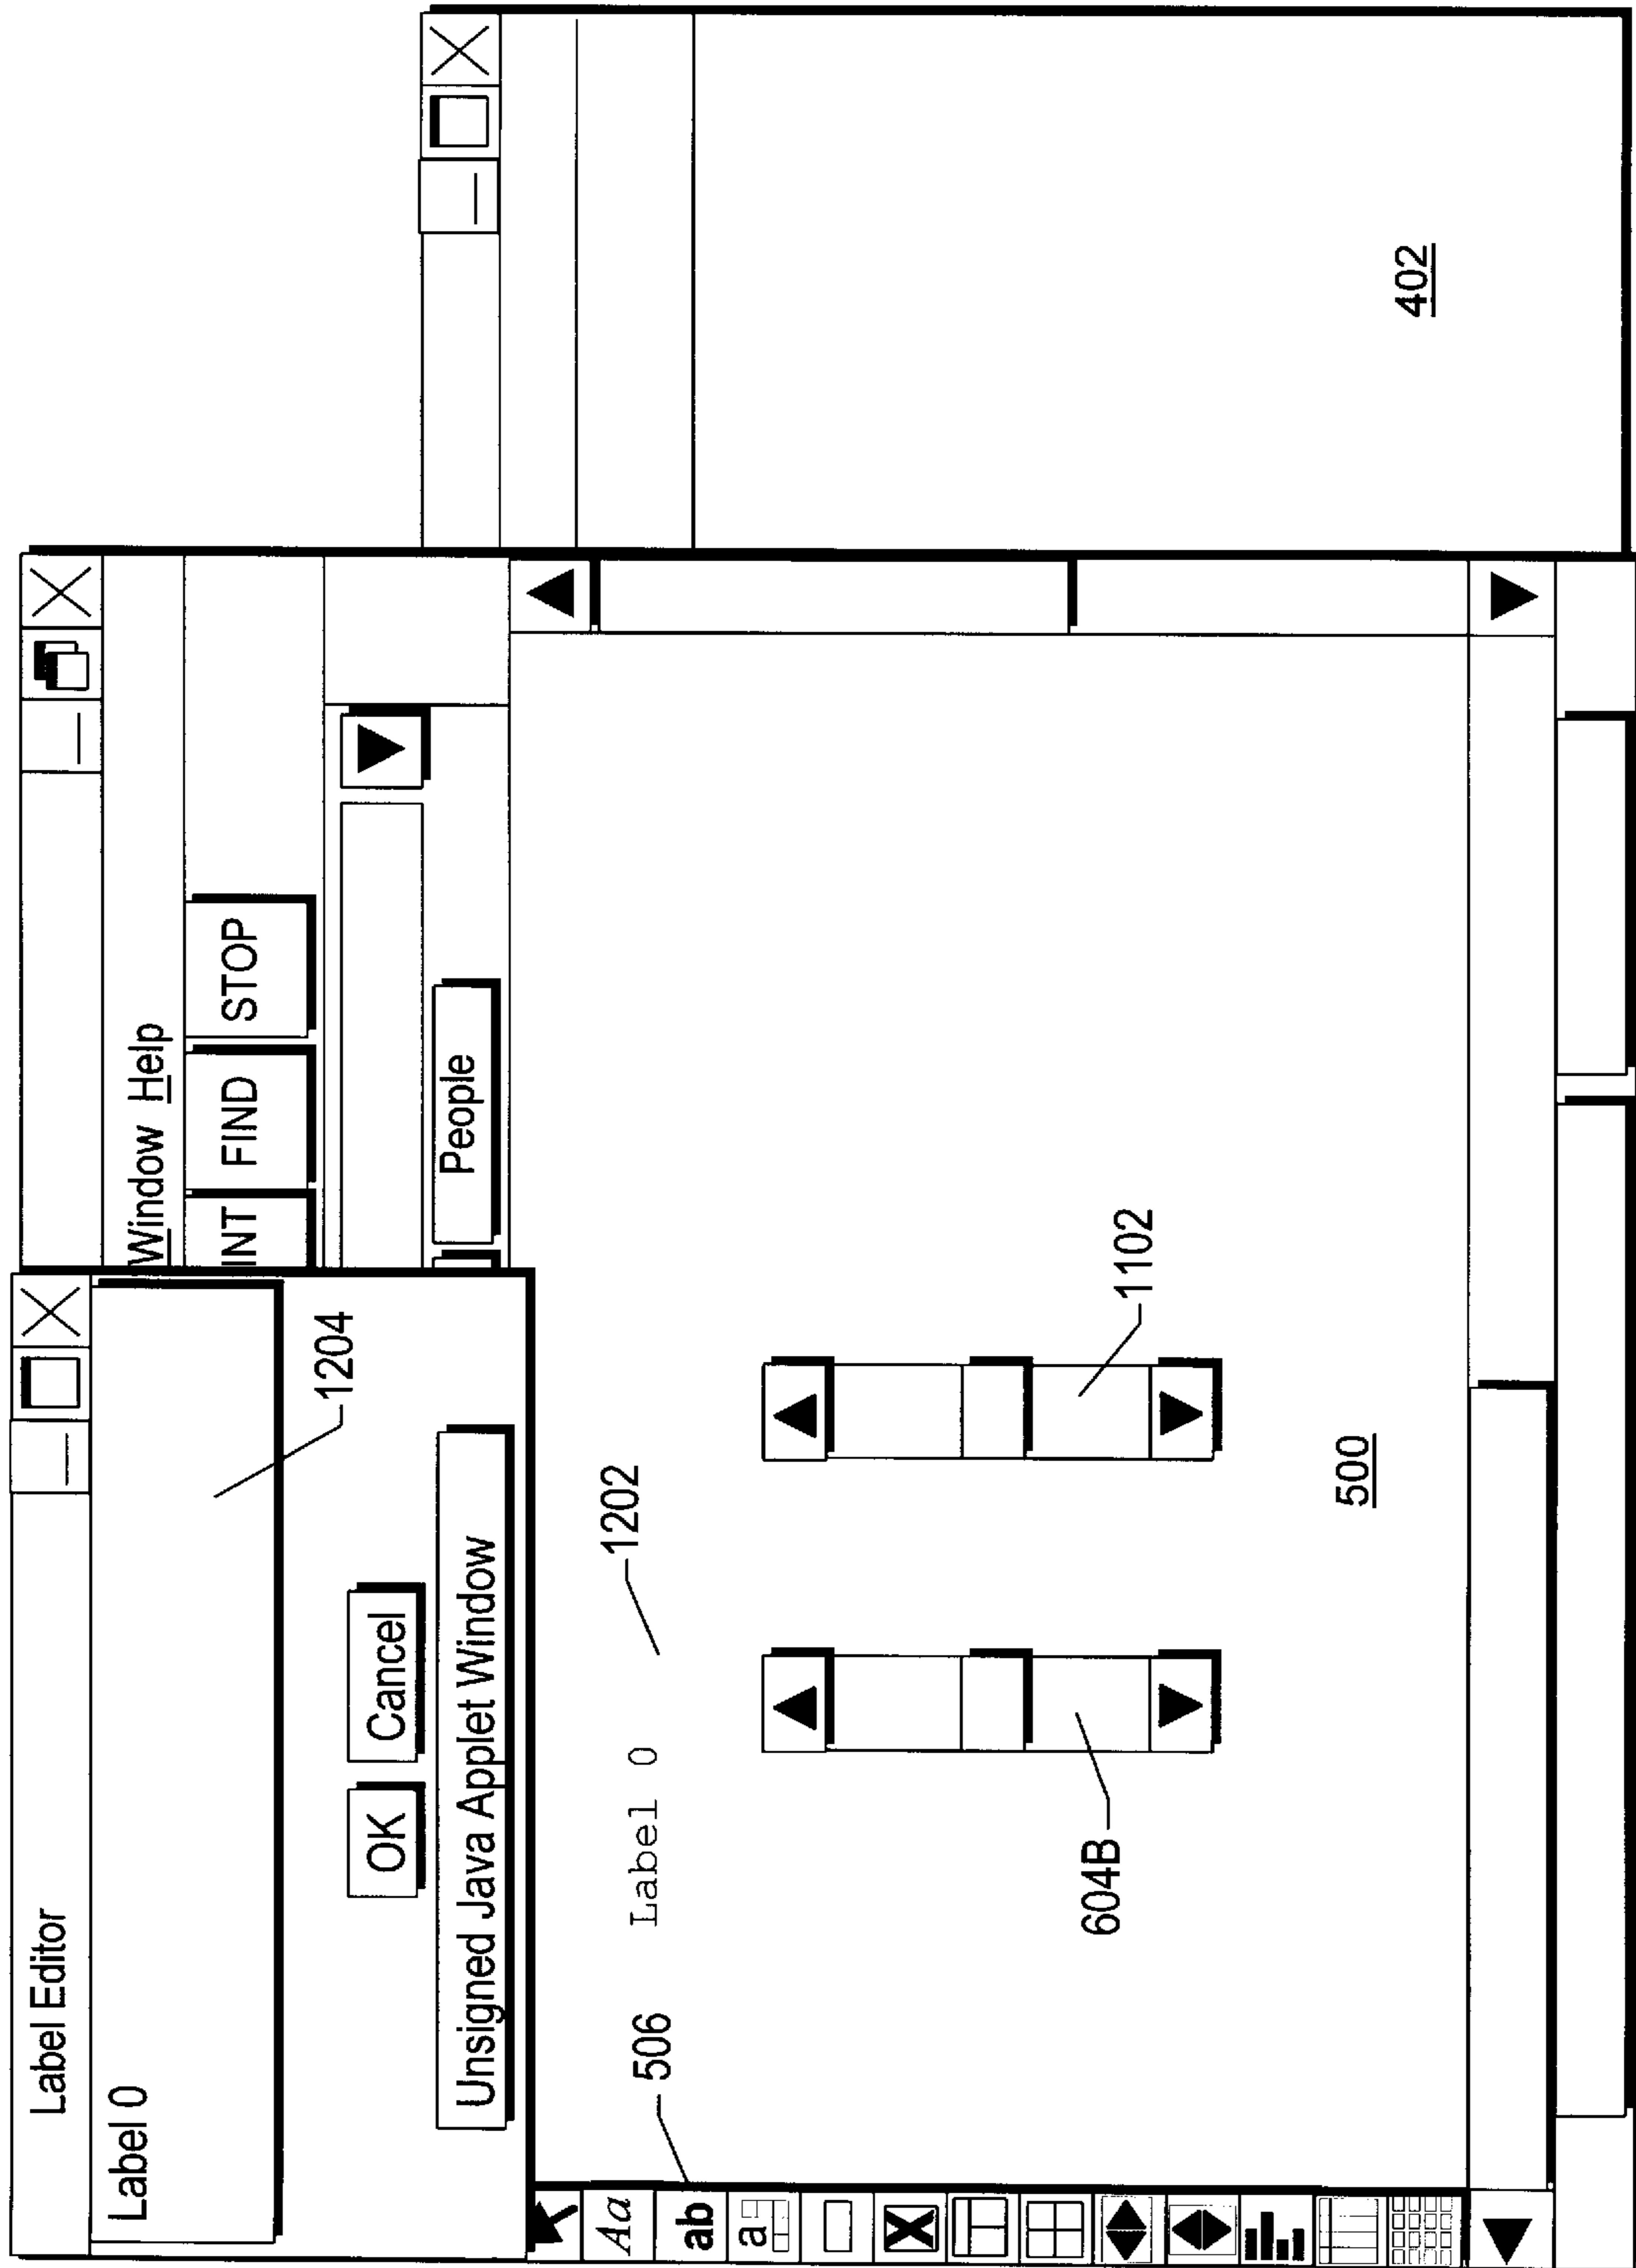 Label Editor
Label 0
1204
OK Cancel
Unsigned Java Applet Window
Window Help
INT FIND STOP
People
506
Label 0
1202
Aa
ab
a
604B
1102
500
402